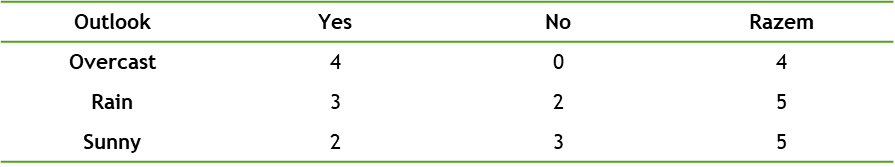 Outlook Yes No Razem
Overcast 4 0 4
Rain 3 2 5
Sunny 2 3 5